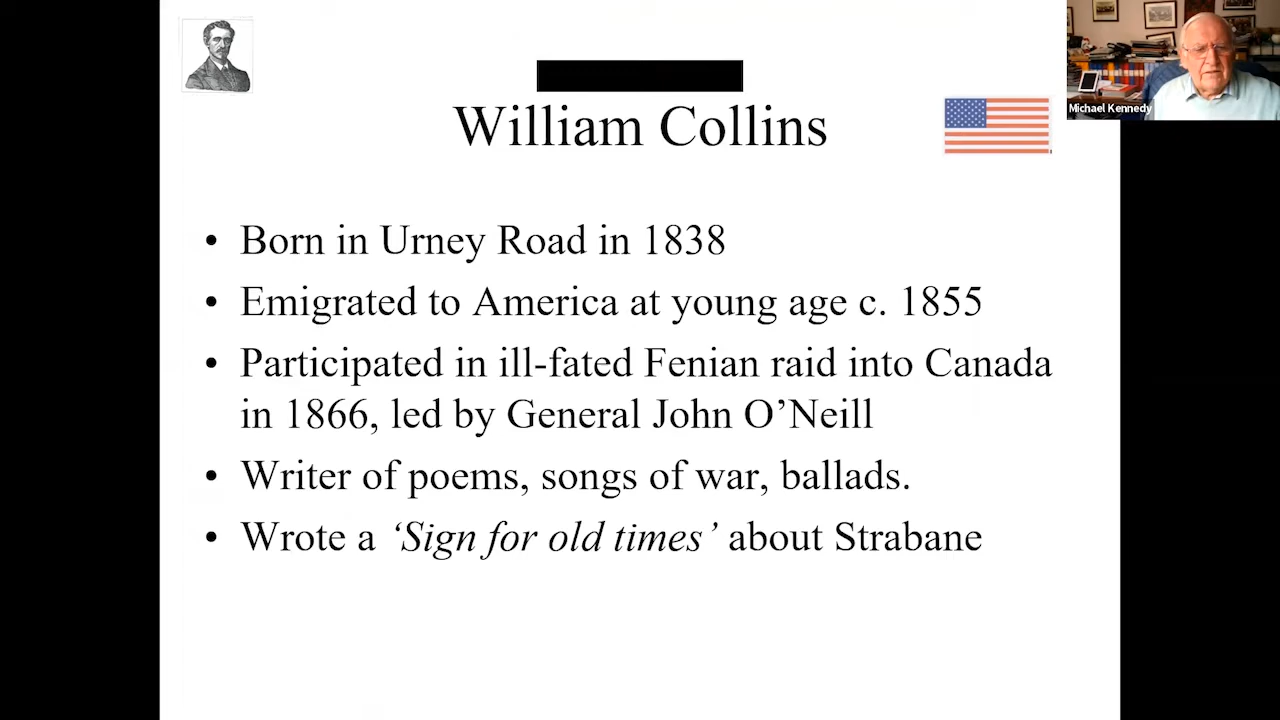 William Collins
Michael Kennedy
• Born in Urney Road in 1838
• Emigrated to America at young age c. 1855
• Participated in ill-fated Fenian raid into Canada
in 1866, led by General John O’Neill
• Writer of poems, songs of war, ballads.
• Wrote a ‘Sign for old times’ about Strabane